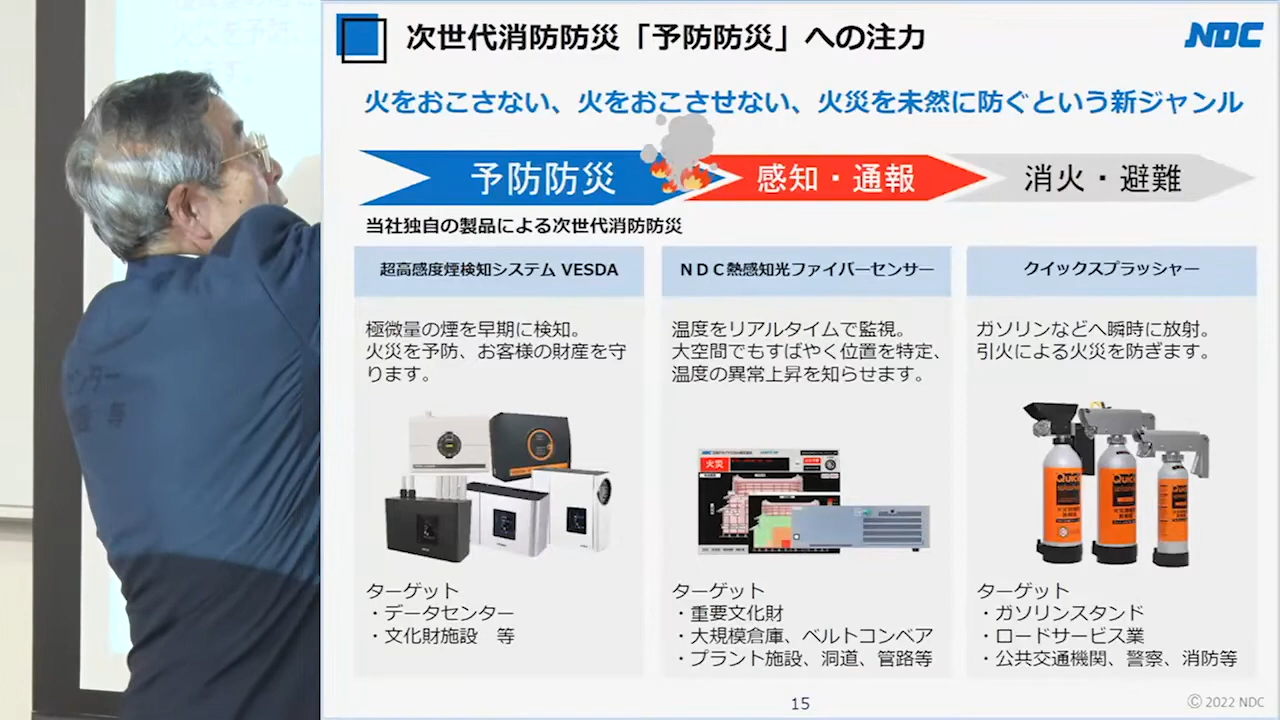 次世代消防防災「予防防災」への注力
NDC
火をおこさない、火をおこさせない、火災を未然に防ぐという新ジャンル
予防防災
感知・通報
消火・避難
当社独自の製品による次世代消防防災
超高感度煙検知システム VESDA
極微量の煙を早期に検知。
火災を予防、お客様の財産を守
ります。
ターゲット
・データセンター
・文化財施設　等
ＮＤＣ熱感知光ファイバーセンサー
温度をリアルタイムで監視。
大空間でもすばやく位置を特定、
温度の異常上昇を知らせます。
火災
ターゲット
・重要文化財
・大規模倉庫、ベルトコンベア
・プラント施設、洞道、管路等
クイックスプラッシャー
ガソリンなどへ瞬時に放射。
引火による火災を防ぎます。
Quick
Quick
ターゲット
・ガソリンスタンド
・ロードサービス業
・公共交通機関、警察、消防等
15
Ⓒ 2022 NDC